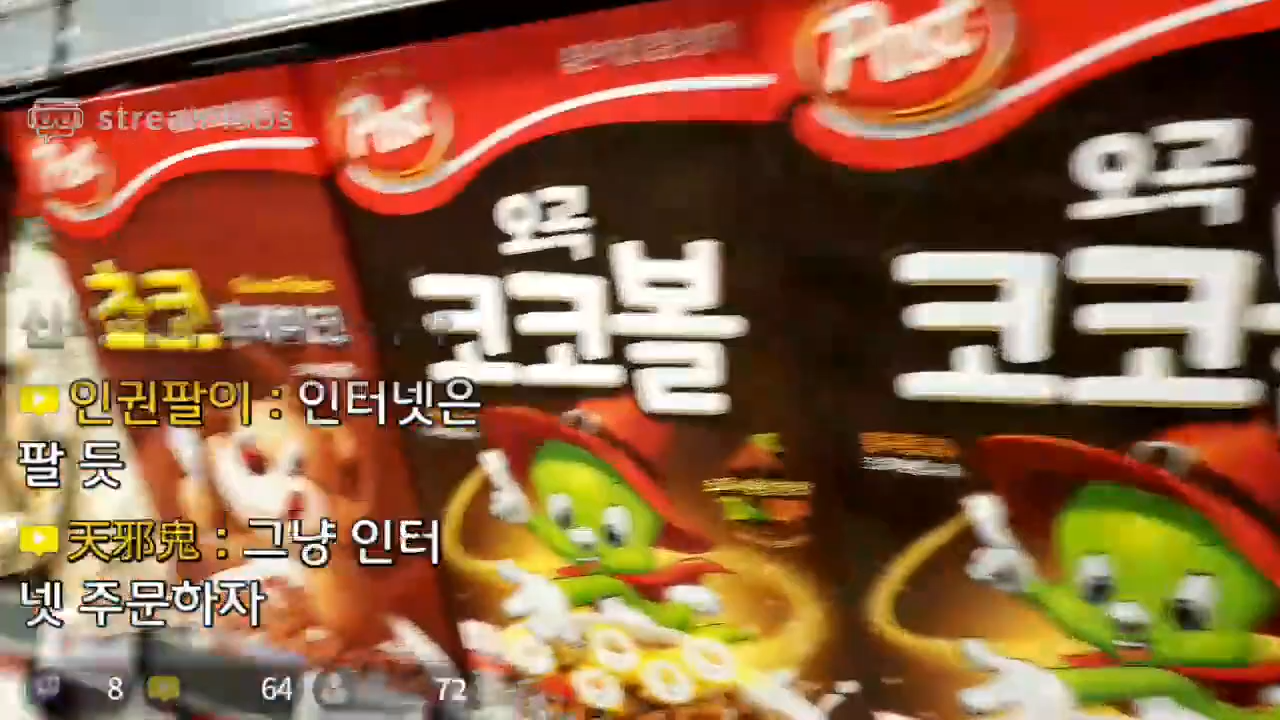 streamlabs
Post
Post
Post
오곡
코코볼
오곡
코코
초코
인권팔이 : 인터넷은
팔 듯
天邪鬼 : 그냥 인터
넷 주문하자
8 64 72